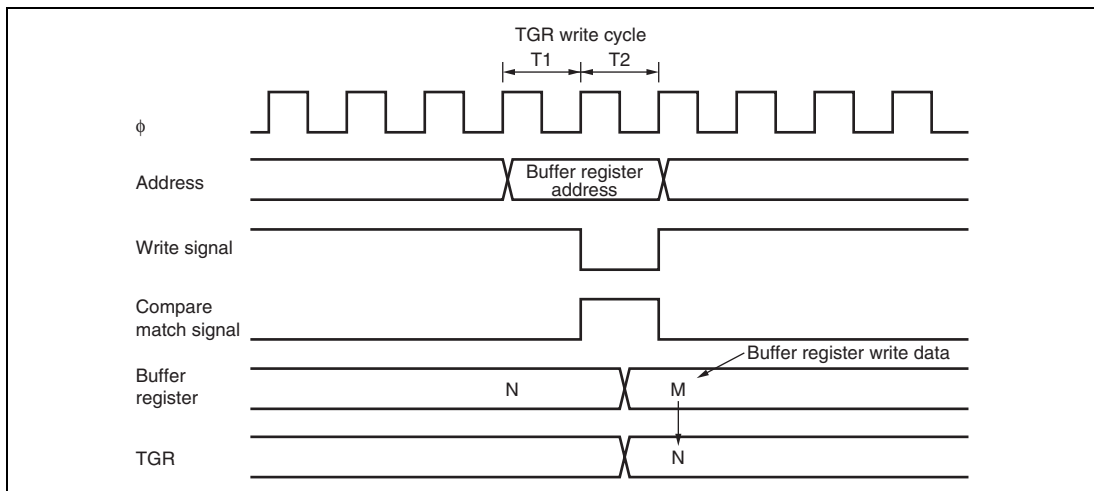 TGR write cycle
T1 T2
ϕ
Address
Buffer register
address
Write signal
Compare
match signal
Buffer register write data
Buffer
register
N M
TGR
N